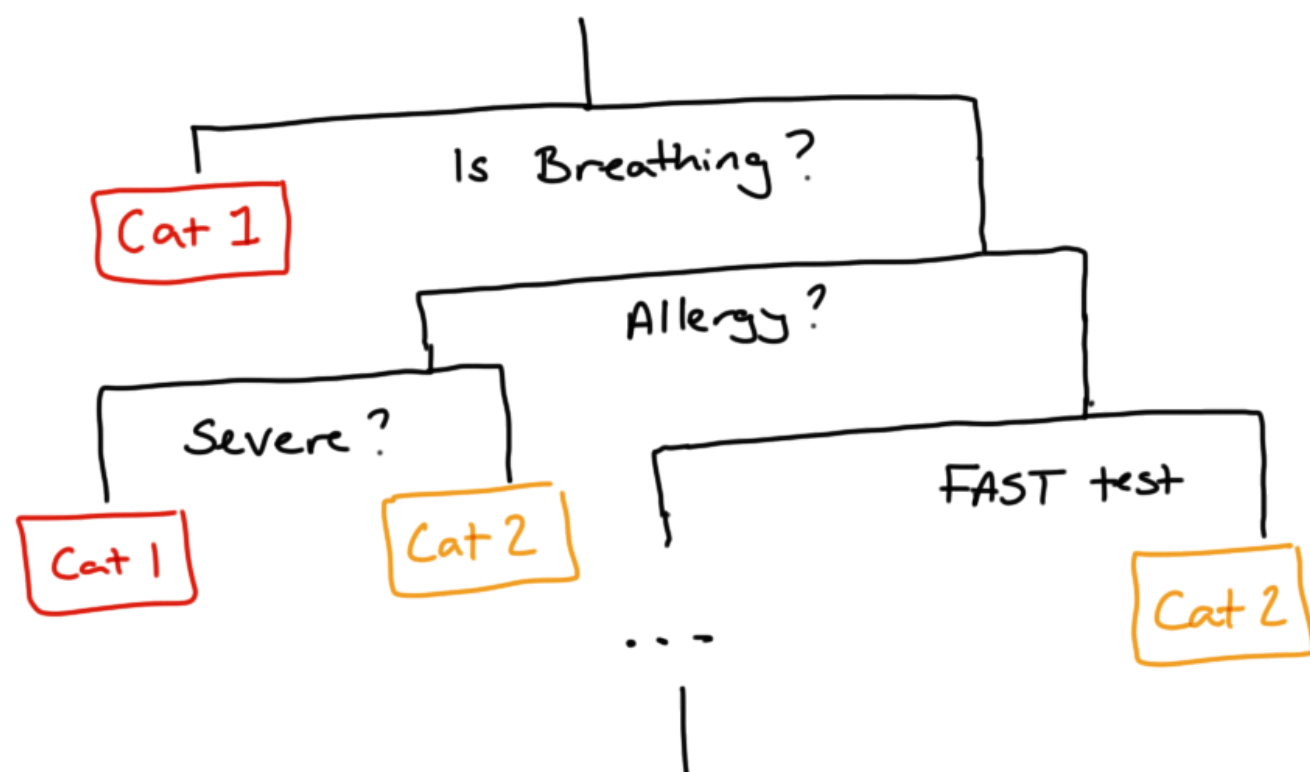 Is Breathing?
Cat 1
Allergy?
Severe?
FAST test
Cat 1
Cat 2
...
Cat 2